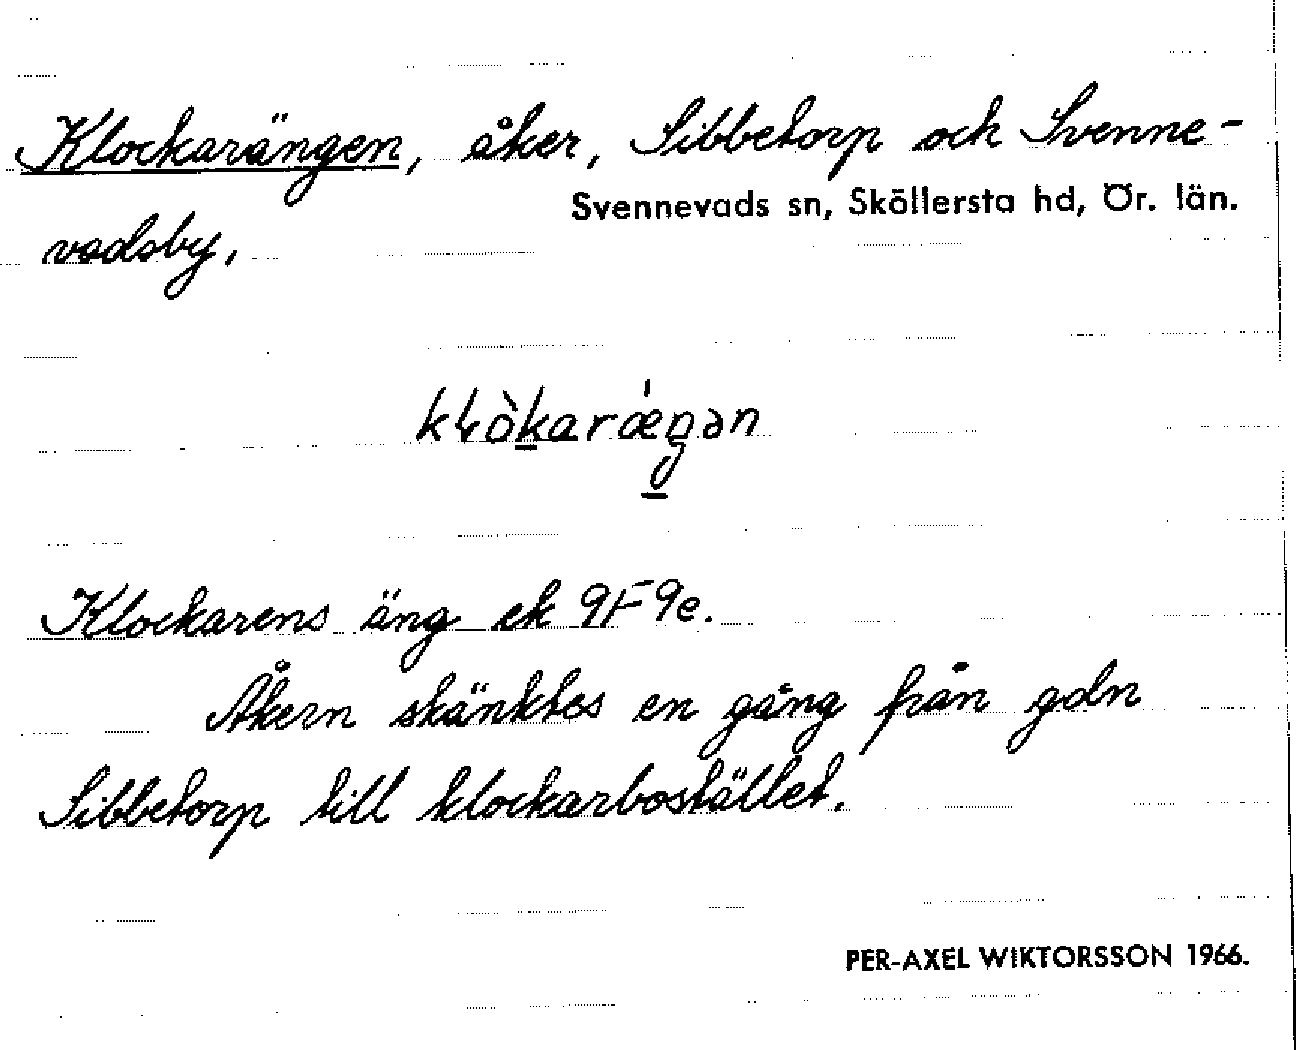 Klockarängen, åker, Sibbetorp och Svenne-
Svennevads sn, Sköllersta hd, Ör. län.
vadsby,
Klockarens äng ek 9F9e.
Åkern skänktes en gång från gdn
Sibbetorp till klockarbostället.
PER-AXEL WIKTORSSON 1966.